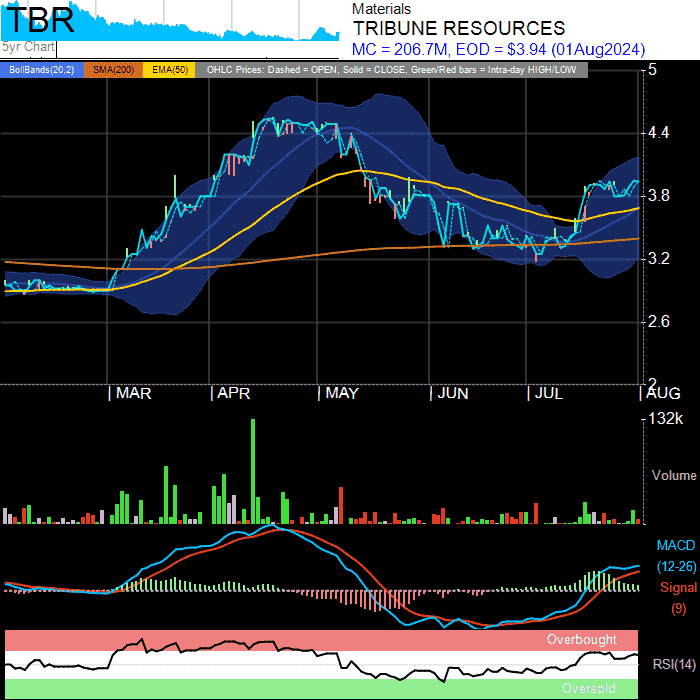 TBR
5yr Chart
Materials
TRIBUNE RESOURCES
MC = 206.7M, EOD = $3.94 (01Aug2024)
BollBands(20,2) SMA(200) EMA(50) OHLC Prices: Dashed = OPEN, Solid = CLOSE, Green/Red bars = Intra-day HIGH/LOW
5
4.4
3.8
3.2
2.6
2
MAR APR MAY JUN JUL AUG
132k
Volume
MACD
(12-26)
Signal
(9)
Overbought
RSI(14)
Oversold